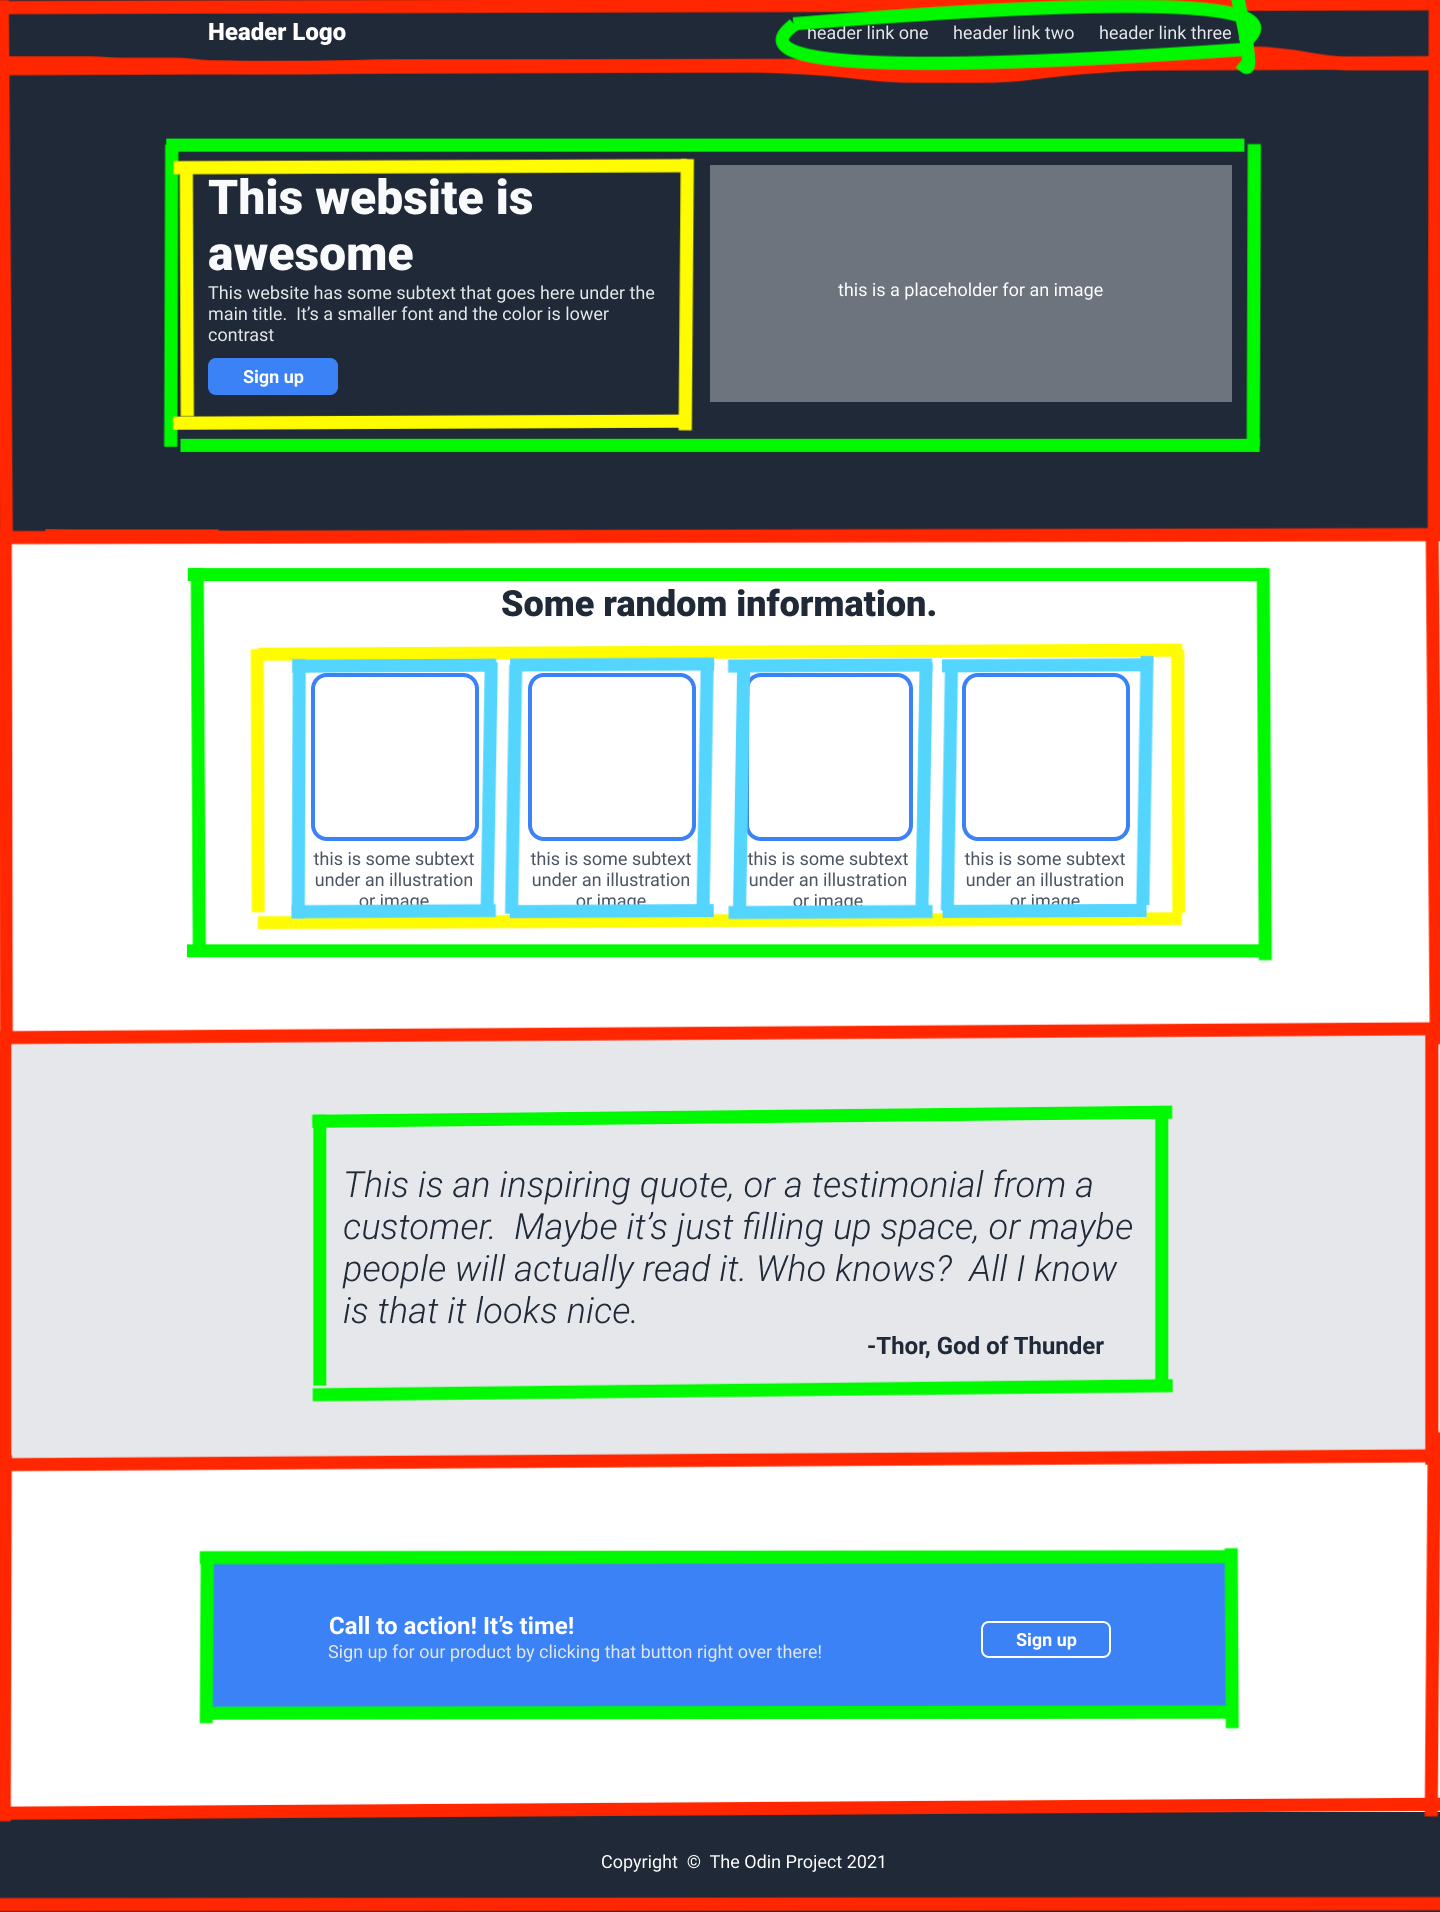 Header Logo
header link one
header link two
header link three
This website is
awesome
This website has some subtext that goes here under the
main title.  It’s a smaller font and the color is lower
contrast
Sign up
this is a placeholder for an image
Some random information.
this is some subtext
under an illustration
or image
this is some subtext
under an illustration
or image
this is some subtext
under an illustration
or image
this is some subtext
under an illustration
or image
This is an inspiring quote, or a testimonial from a
customer.  Maybe it’s just filling up space, or maybe
people will actually read it. Who knows?  All I know
is that it looks nice.
-Thor, God of Thunder
Call to action! It’s time!
Sign up for our product by clicking that button right over there!
Sign up
Copyright © The Odin Project 2021